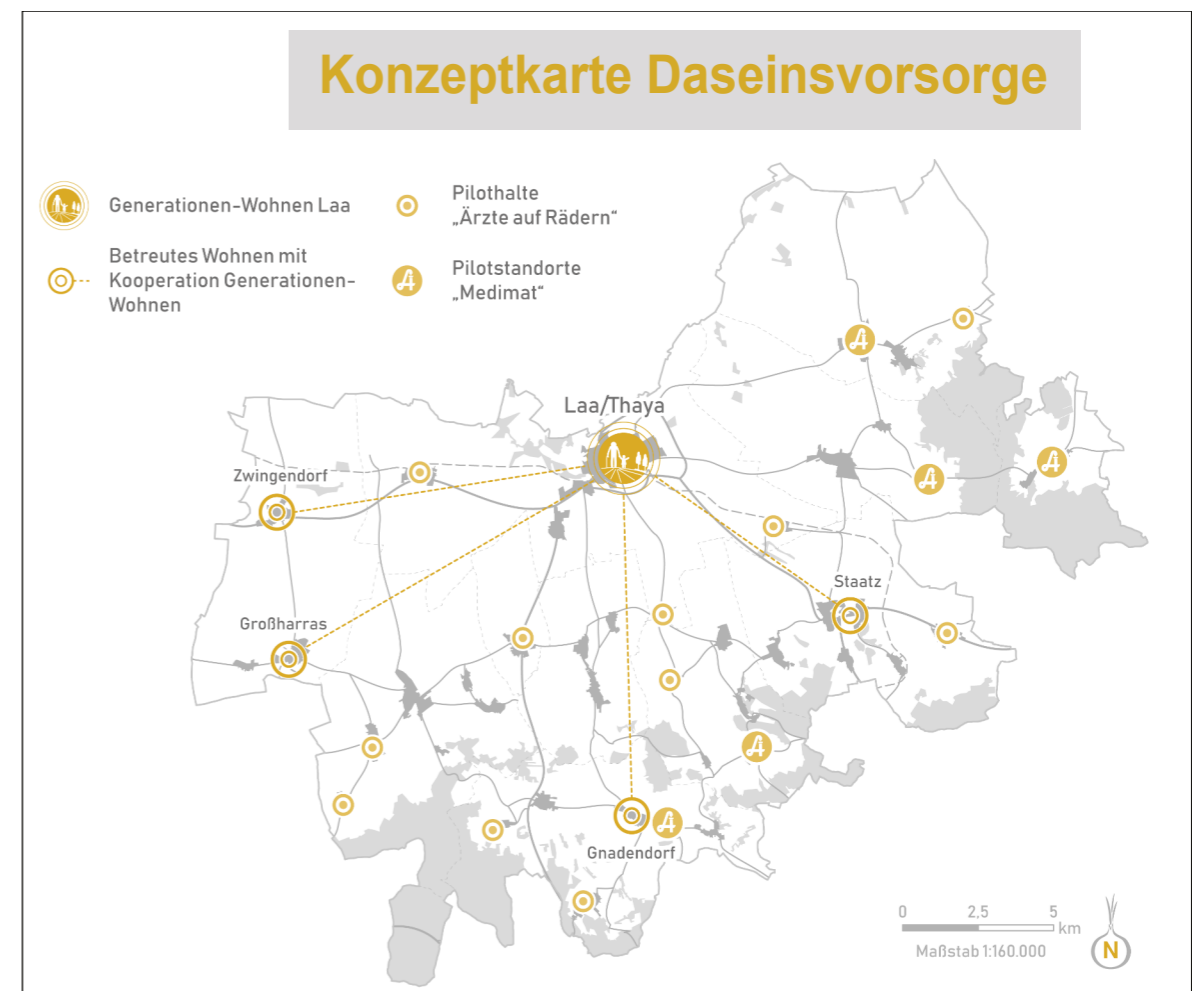 Konzeptkarte Daseinsvorsorge
Generationen-Wohnen Laa
Betreutes Wohnen mit
Kooperation Generationen-
Wohnen
Pilothalte
„Ärzte auf Rädern“
Pilotstandorte
„Medimat“
Laa/Thaya
Zwingendorf
Staatz
Großharras
Gnadendorf
0 2,5 5
km
Maßstab 1:160.000
N